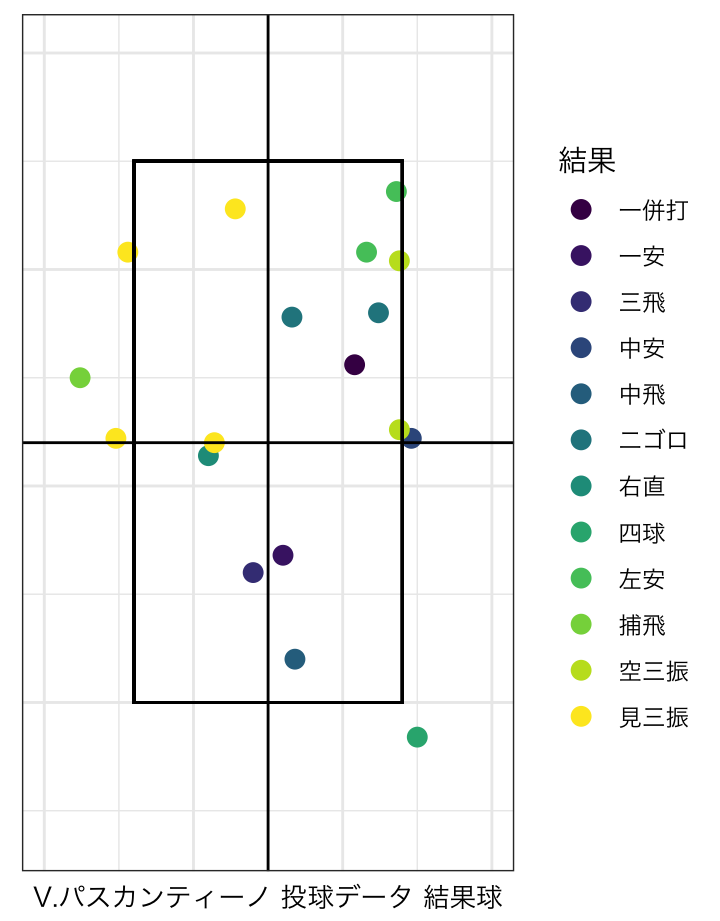 結果
一併打
一安
三飛
中安
中飛
二ゴロ
右直
四球
左安
捕飛
空三振
見三振
V.パスカンティーノ 投球データ 結果球